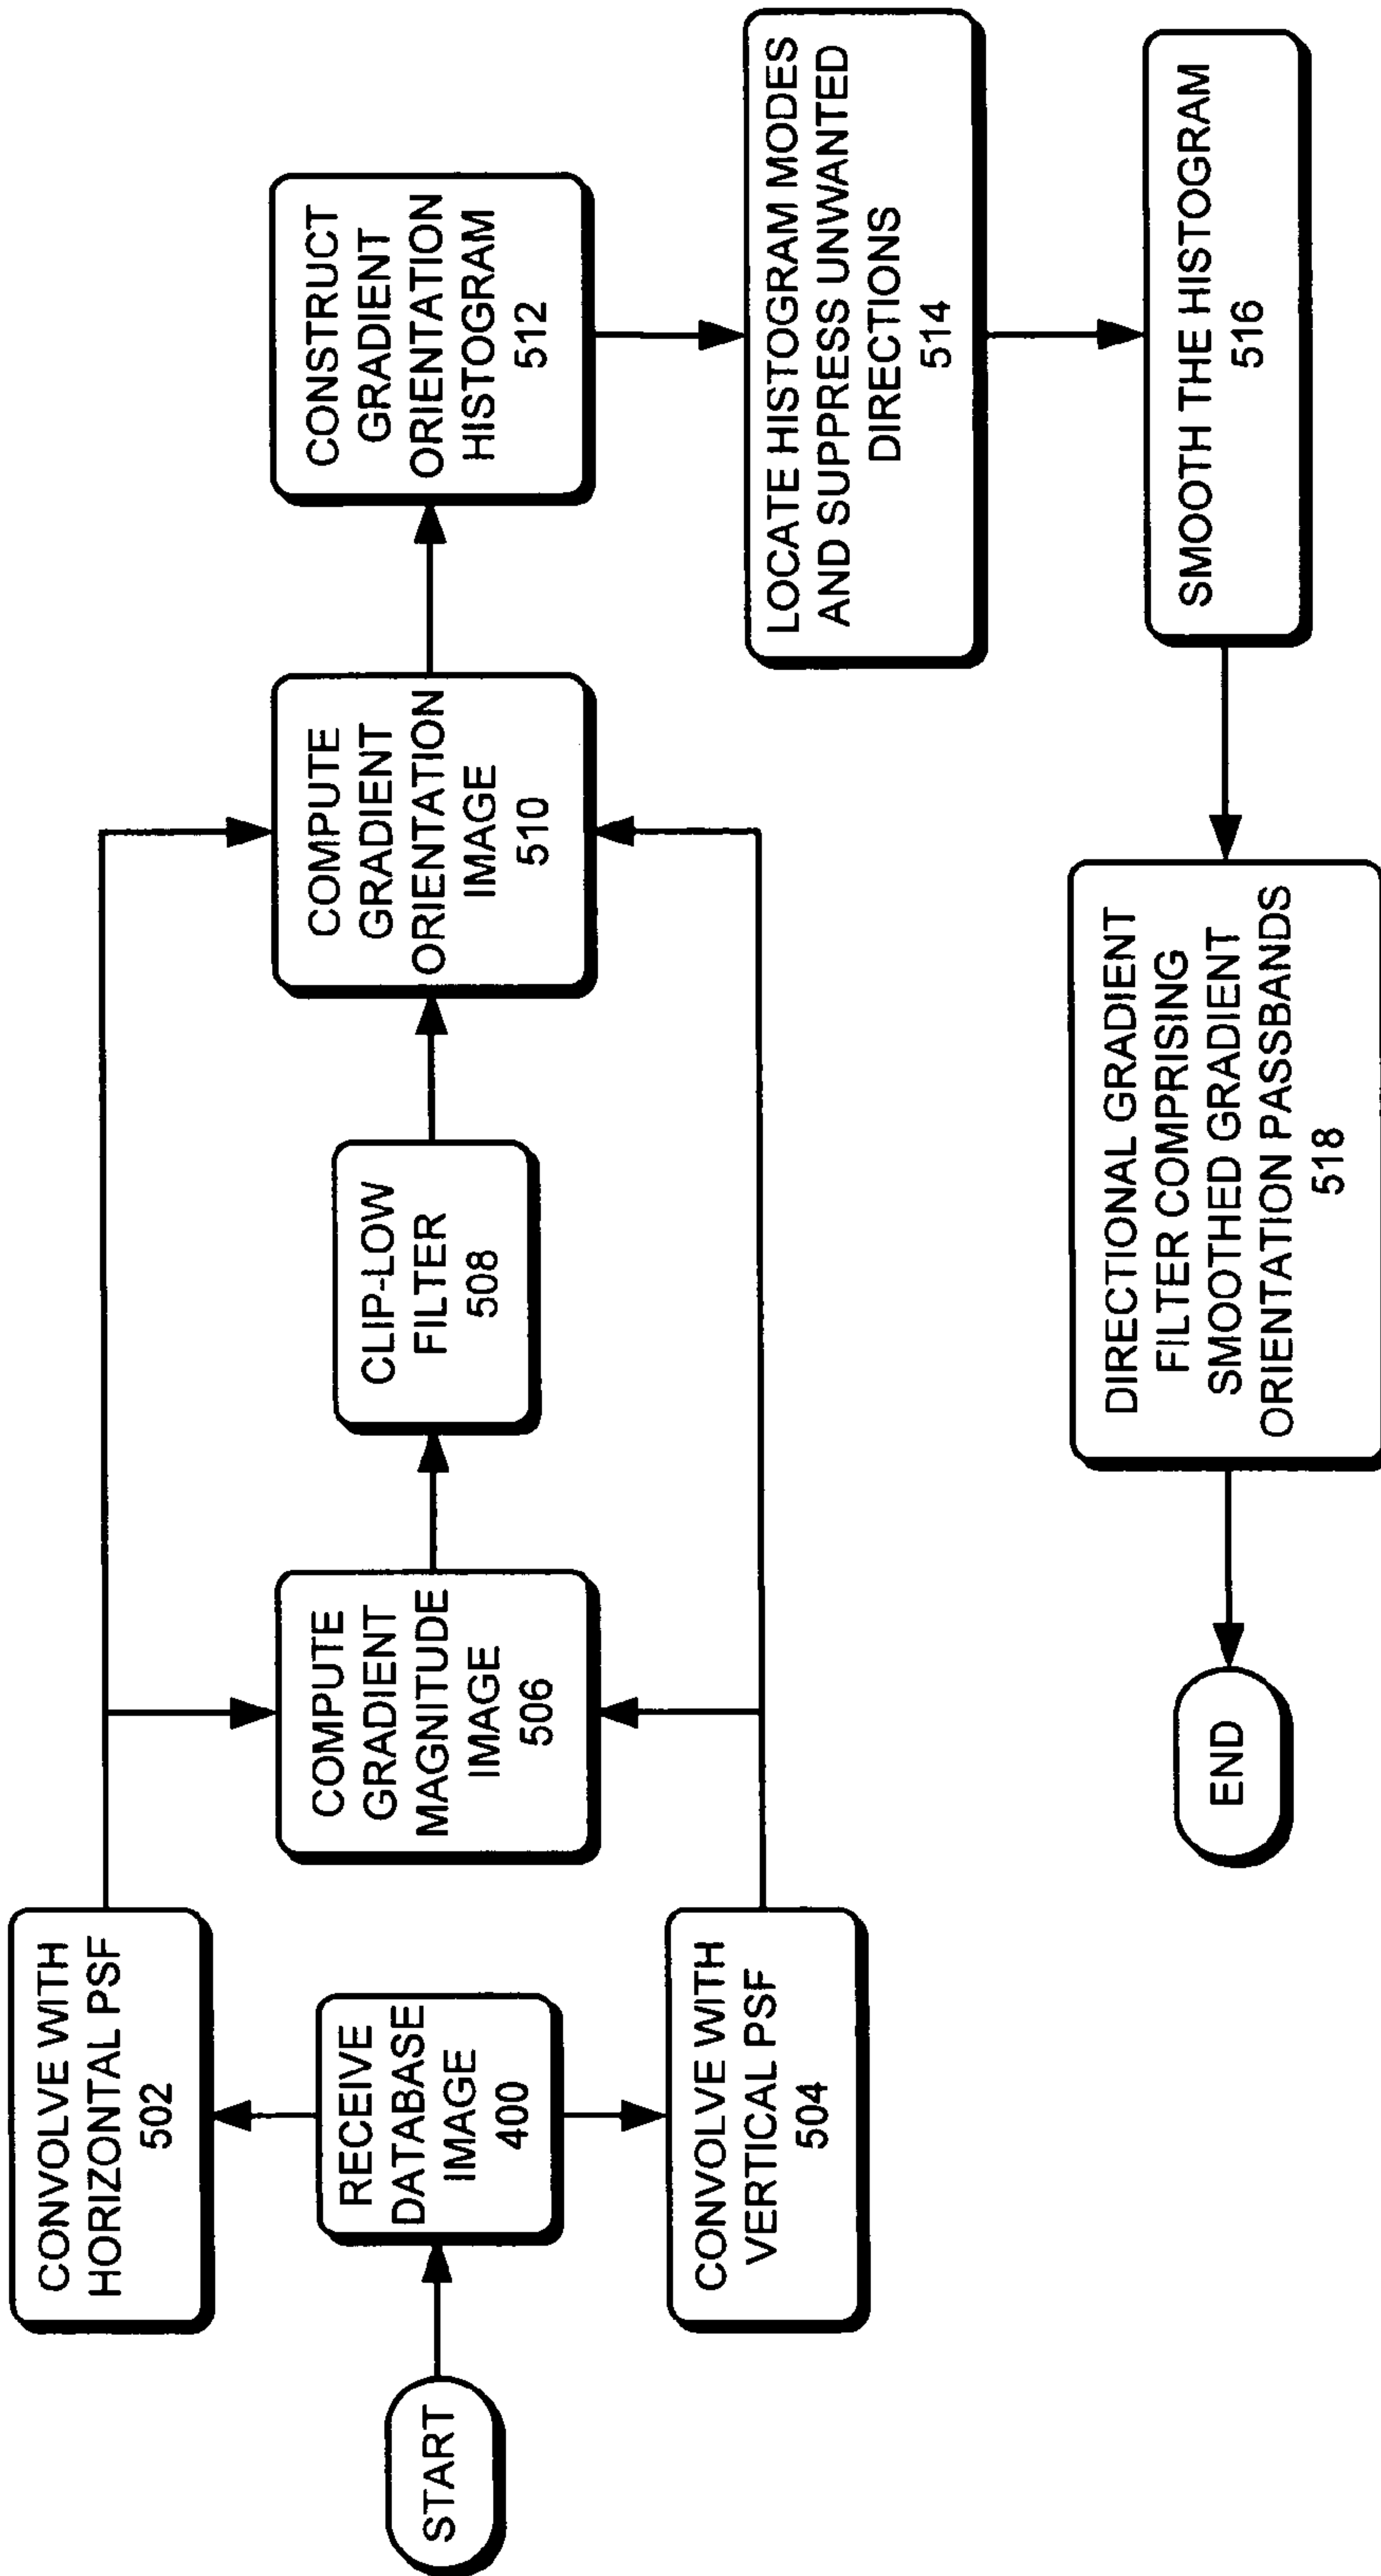 START
RECEIVE
DATABASE
IMAGE
400
CONVOLVE WITH
HORIZONTAL PSF
502
CONVOLVE WITH
VERTICAL PSF
504
COMPUTE
GRADIENT
MAGNITUDE
IMAGE
506
CLIP-LOW
FILTER
508
COMPUTE
GRADIENT
ORIENTATION
IMAGE
510
CONSTRUCT
GRADIENT
ORIENTATION
HISTOGRAM
512
LOCATE HISTOGRAM MODES
AND SUPPRESS UNWANTED
DIRECTIONS
514
SMOOTH THE HISTOGRAM
516
DIRECTIONAL GRADIENT
FILTER COMPRISING
SMOOTHED GRADIENT
ORIENTATION PASSBANDS
518
END